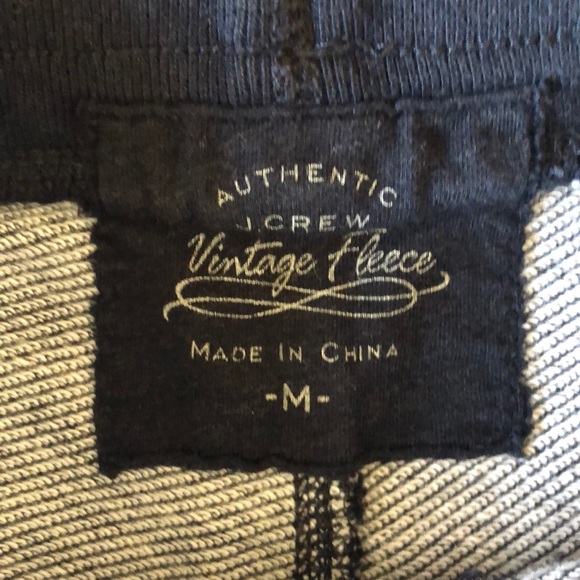 AUTHENTIC
J.CREW
Vintage Fleece
MADE IN CHINA
-M-